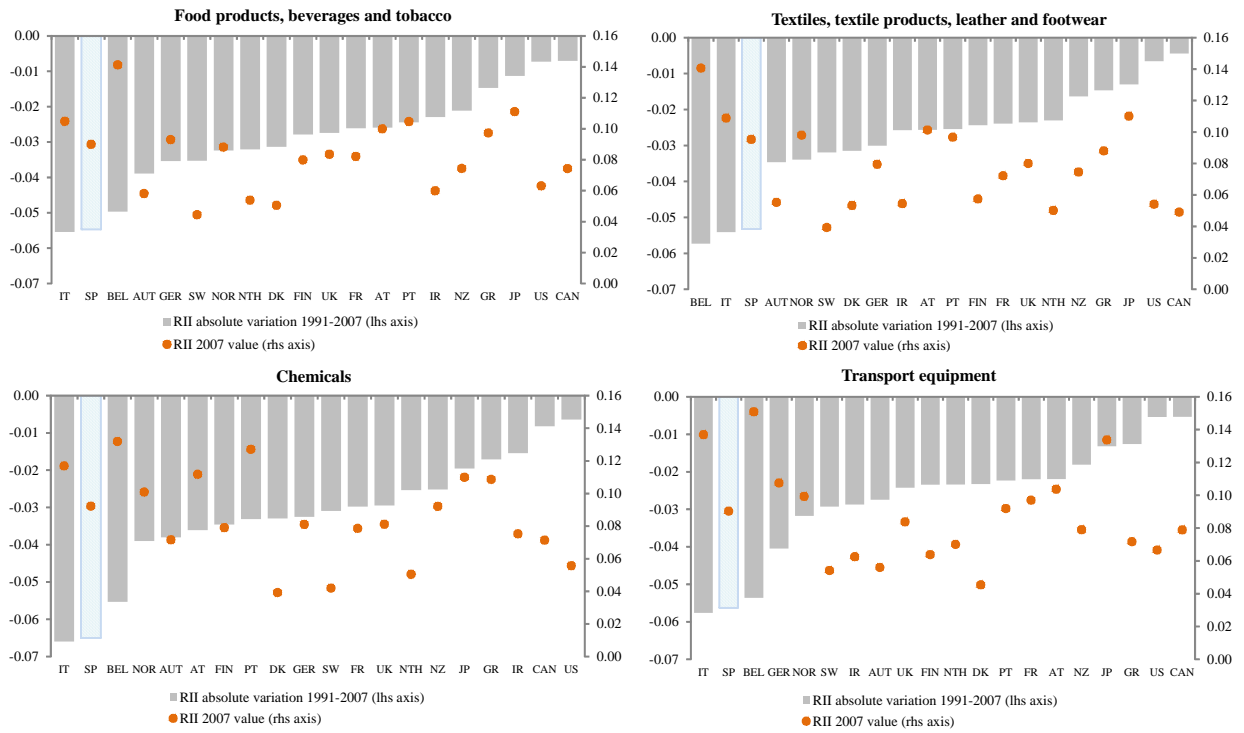 Food products, beverages and tobacco
0.00 0.16
-0.01 0.14
-0.02 0.12
-0.03 0.10
-0.04 0.08
-0.05 0.06
-0.06 0.04
-0.07 0.02
0.00
IT SP BEL AUT GER SW NOR NTH DK FIN UK FR AT PT IR NZ GR JP US CAN
RII absolute variation 1991-2007 (lhs axis)
RII 2007 value (rhs axis)
Textiles, textile products, leather and footwear
0.00 0.16
-0.01 0.14
-0.02 0.12
-0.03 0.10
-0.04 0.08
-0.05 0.06
-0.06 0.04
-0.07 0.02
0.00
BEL IT SP AUT NOR SW DK GER IR AT PT FIN FR UK NTH NZ GR JP US CAN
RII absolute variation 1991-2007 (lhs axis)
RII 2007 value (rhs axis)
Chemicals
0.00 0.16
-0.01 0.14
-0.02 0.12
-0.03 0.10
-0.04 0.08
-0.05 0.06
-0.06 0.04
-0.07 0.02
0.00
IT SP BEL NOR AUT AT FIN PT DK GER SW FR UK NTH NZ JP GR IR CAN US
RII absolute variation 1991-2007 (lhs axis)
RII 2007 value (rhs axis)
Transport equipment
0.00 0.16
-0.01 0.14
-0.02 0.12
-0.03 0.10
-0.04 0.08
-0.05 0.06
-0.06 0.04
-0.07 0.02
0.00
IT SP BEL GER NOR SW IR AUT UK FIN NTH DK PT FR AT NZ JP GR US CAN
RII absolute variation 1991-2007 (lhs axis)
RII 2007 value (rhs axis)